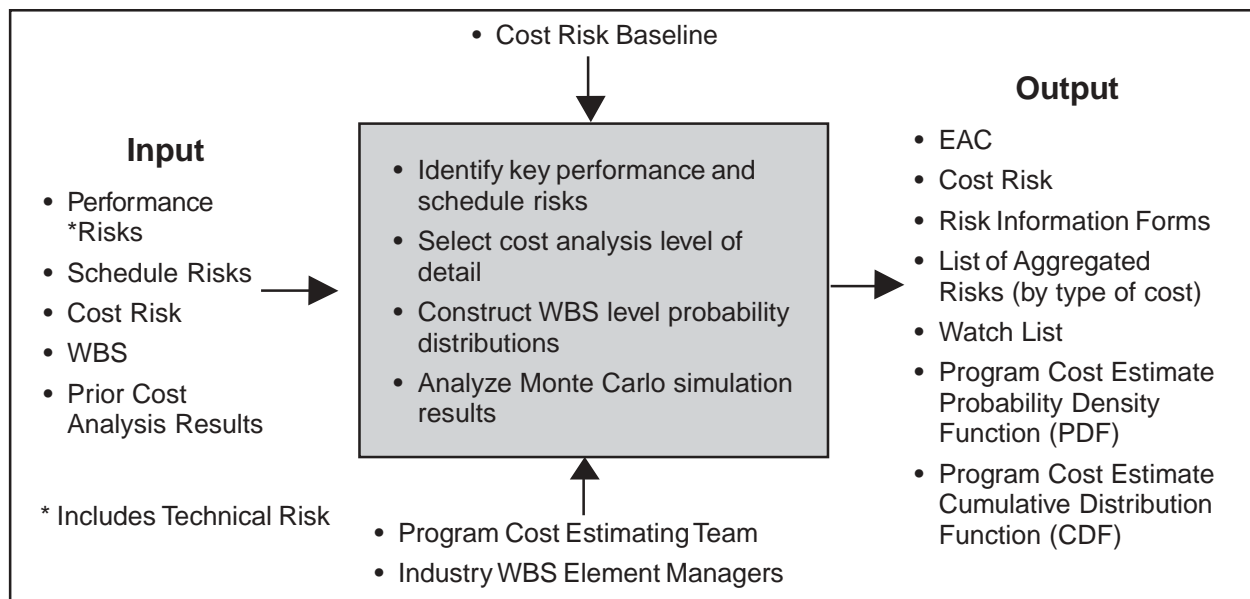 • Cost Risk Baseline
Input
• Performance
*Risks
• Schedule Risks
• Cost Risk
• WBS
• Prior Cost
Analysis Results
* Includes Technical Risk
• Identify key performance and
schedule risks
• Select cost analysis level of
detail
• Construct WBS level probability
distributions
• Analyze Monte Carlo simulation
results
• Program Cost Estimating Team
• Industry WBS Element Managers
Output
• EAC
• Cost Risk
• Risk Information Forms
• List of Aggregated
Risks (by type of cost)
• Watch List
• Program Cost Estimate
Probability Density
Function (PDF)
• Program Cost Estimate
Cumulative Distribution
Function (CDF)